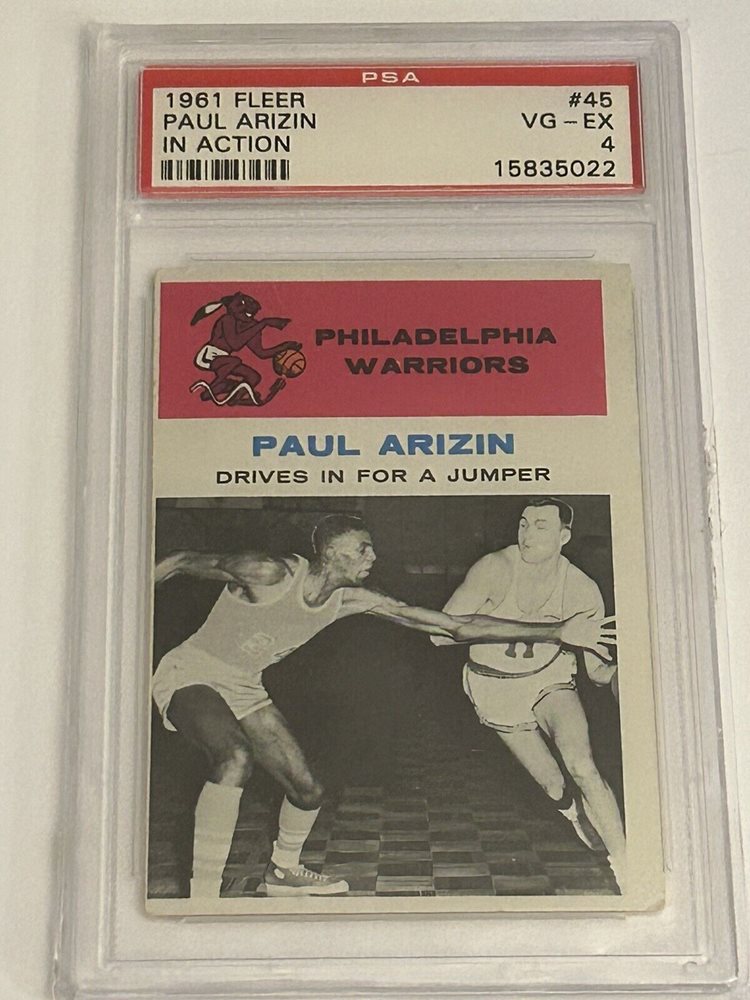 PSA
1961 FLEER #45
PAUL ARIZIN VG-EX
IN ACTION 4
15835022
PHILADELPHIA
WARRIORS
PAUL ARIZIN
DRIVES IN FOR A JUMPER
11